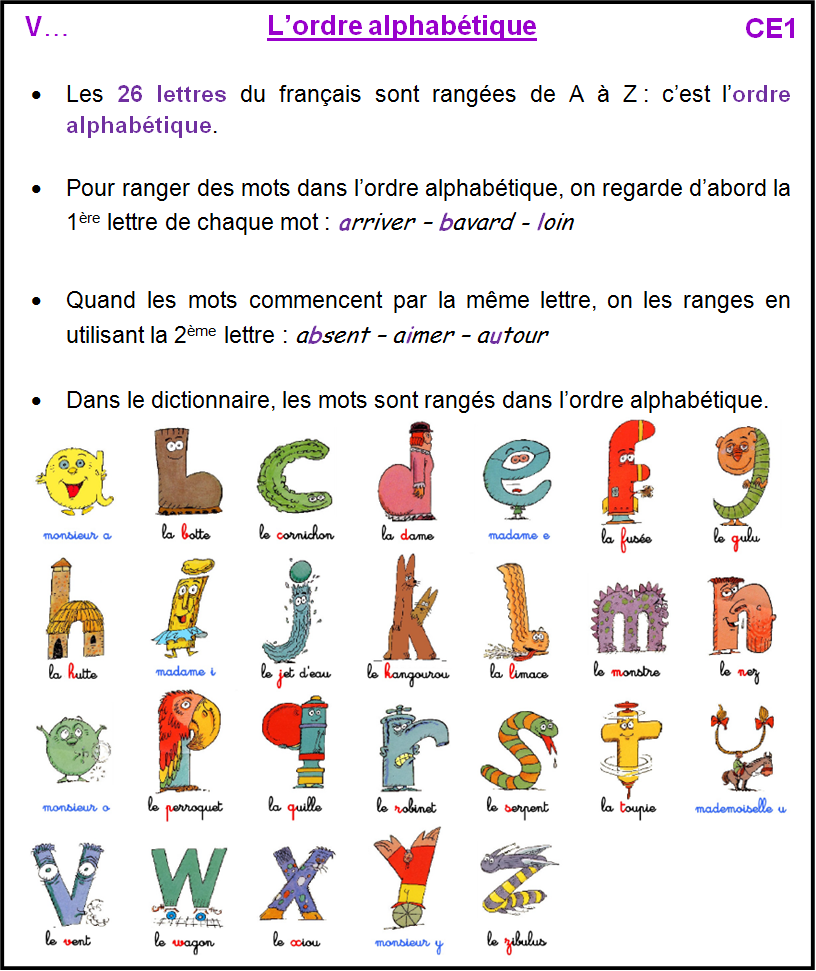 V... L'ordre alphabétique CE1
• Les 26 lettres du français sont rangées de A à Z : c'est l'ordre
alphabétique.
• Pour ranger des mots dans l'ordre alphabétique, on regarde d'abord la
1ère lettre de chaque mot : arriver – bavard - loin
• Quand les mots commencent par la même lettre, on les ranges en
utilisant la 2ème lettre : absent – aimer – autour
• Dans le dictionnaire, les mots sont rangés dans l'ordre alphabétique.
monsieur a la botte le cornichon la dame madame e la fusée le gulu
la hutte madame i le jet d'eau le kangourou la limace le monstre le nez
monsieur o le perroquet la quille le robinet le serpent la toupie mademoiselle u
le vent le wagon le xiou monsieur y le zibulus